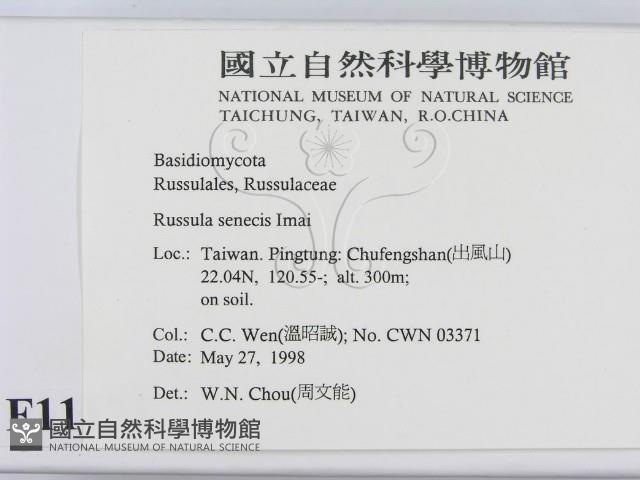 國立自然科學博物館
NATIONAL MUSEUM OF NATURAL SCIENCE
TAICHUNG, TAIWAN, R.O.CHINA
Basidiomycota
Russulales, Russulaceae
Russula senecis Imai
Loc.: Taiwan. Pingtung: Chufengshan(出風山)
22.04N, 120.55-; alt. 300m;
on soil.
Col.: C.C. Wen(溫昭誠); No. CWN 03371
Date: May 27, 1998
Det.: W.N. Chou(周文能)
F11
國立自然科學博物館
NATIONAL MUSEUM OF NATURAL SCIENCE